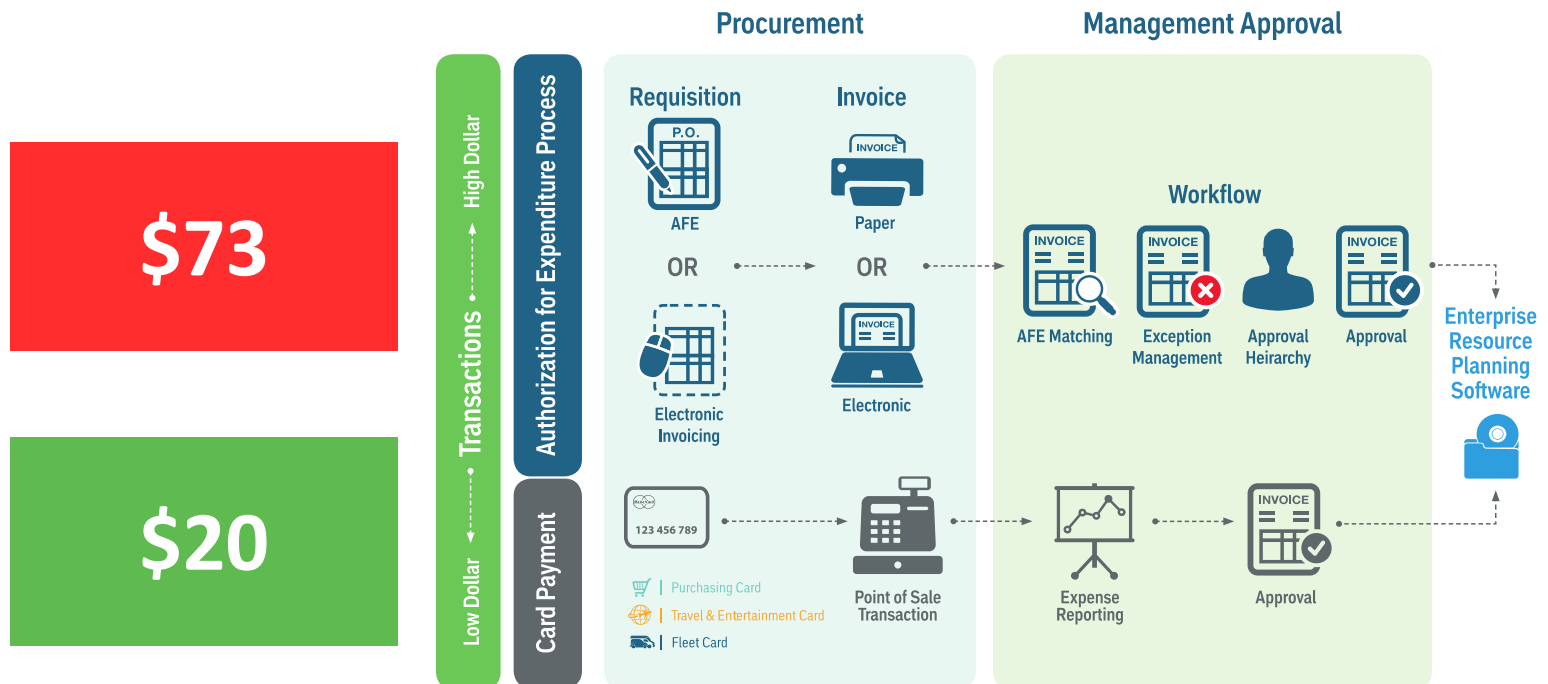 Procurement
Management Approval
$73
$20
Low Dollar
Transactions
High Dollar
Authorization for Expenditure Process
Card Payment
Requisition
P.O.
AFE
OR
Electronic
Invoicing
Invoice
INVOICE
Paper
OR
INVOICE
Electronic
Workflow
INVOICE
AFE Matching
INVOICE
Exception
Management
Approval
Heirarchy
INVOICE
Approval
Enterprise
Resource
Planning
Software
123 456 789
Purchasing Card
Travel & Entertainment Card
Fleet Card
Point of Sale
Transaction
Expense
Reporting
INVOICE
Approval